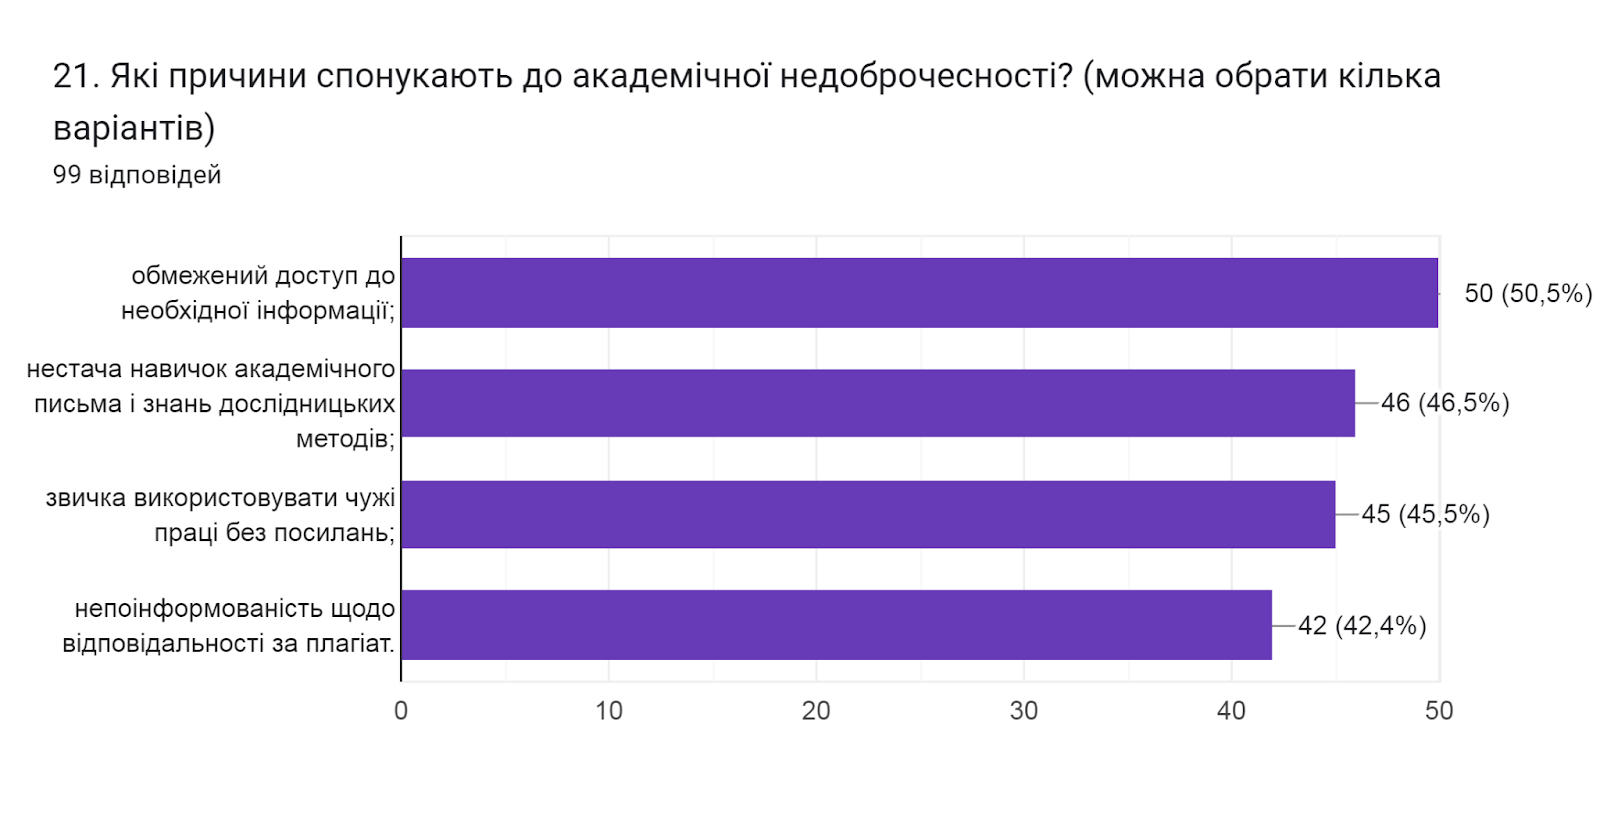 21. Які причини спонукають до академічної недоброчесності? (можна обрати кілька
варіантів)
99 відповідей
обмежений доступ до
необхідної інформації;
50 (50,5%)
нестача навичок академічного
письма і знань дослідницьких
методів;
46 (46,5%)
звичка використовувати чужі
праці без посилань;
45 (45,5%)
непоінформованість щодо
відповідальності за плагіат.
42 (42,4%)
0 10 20 30 40 50